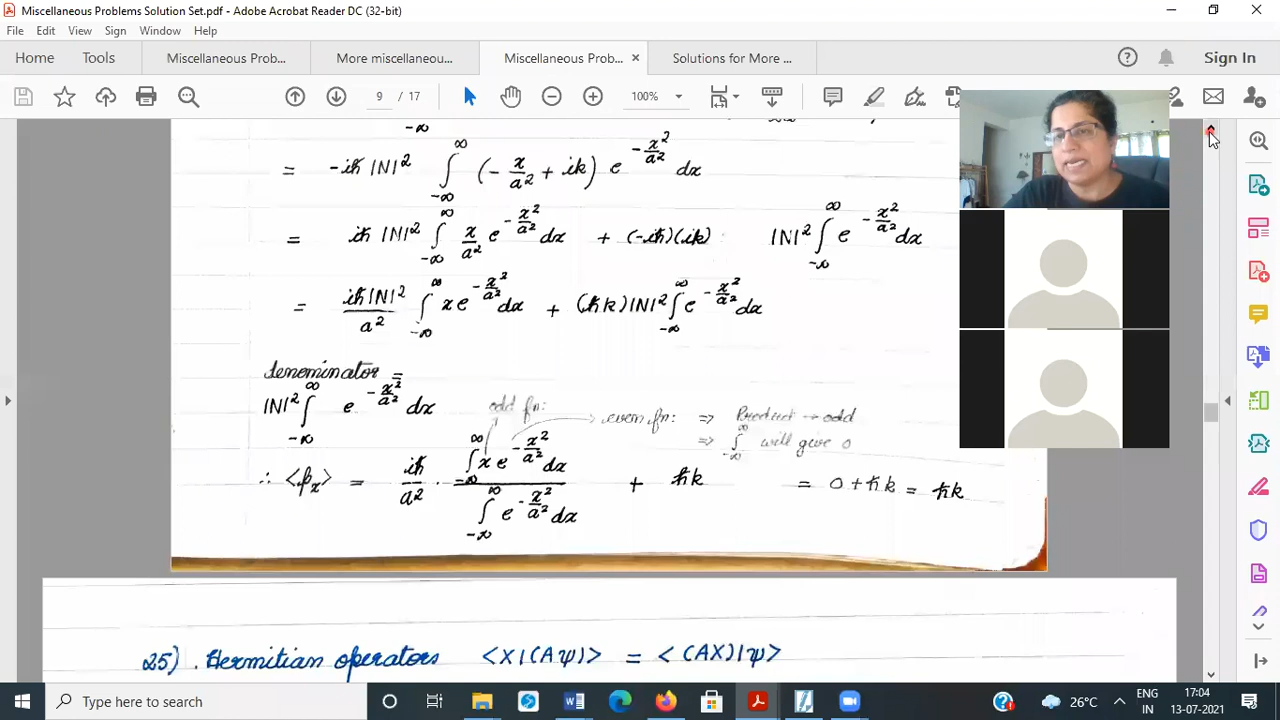 Miscellaneous Problems Solution Set.pdf - Adobe Acrobat Reader DC (32-bit)
File Edit View Sign Window Help
Home Tools Miscellaneous Prob... More miscellanou... Miscellaneous Prob... × Solutions for More ... Sign In
9 / 17 100%
-∞
= -iħ |N|² ∫_{-∞}^{∞} (-x/a² + ik) e^{-x²/a²} dx
= iħ |N|² ∫_{-∞}^{∞} x/a² e^{-x²/a²} dx + (-iħ)(ik) |N|² ∫_{-∞}^{∞} e^{-x²/a²} dx
= iħ|N|²/a² ∫_{-∞}^{∞} x e^{-x²/a²} dx + (ħk)|N|² ∫_{-∞}^{∞} e^{-x²/a²} dx
denominator =
|N|² ∫_{-∞}^{∞} e^{-x²/a²} dx
odd fn: even fn: ⇒ Product → odd
⇒ ∫_{-∞}^{∞} will give 0
∴ <p_x> = iħ/a² · ∫_{-∞}^{∞} x e^{-x²/a²} dx / ∫_{-∞}^{∞} e^{-x²/a²} dx + ħk = 0 + ħk = ħk
25) . Hermitian operators <X|(Aψ)> = <(AX)|ψ>
Type here to search
26°C
ENG
IN
17:04
13-07-2021